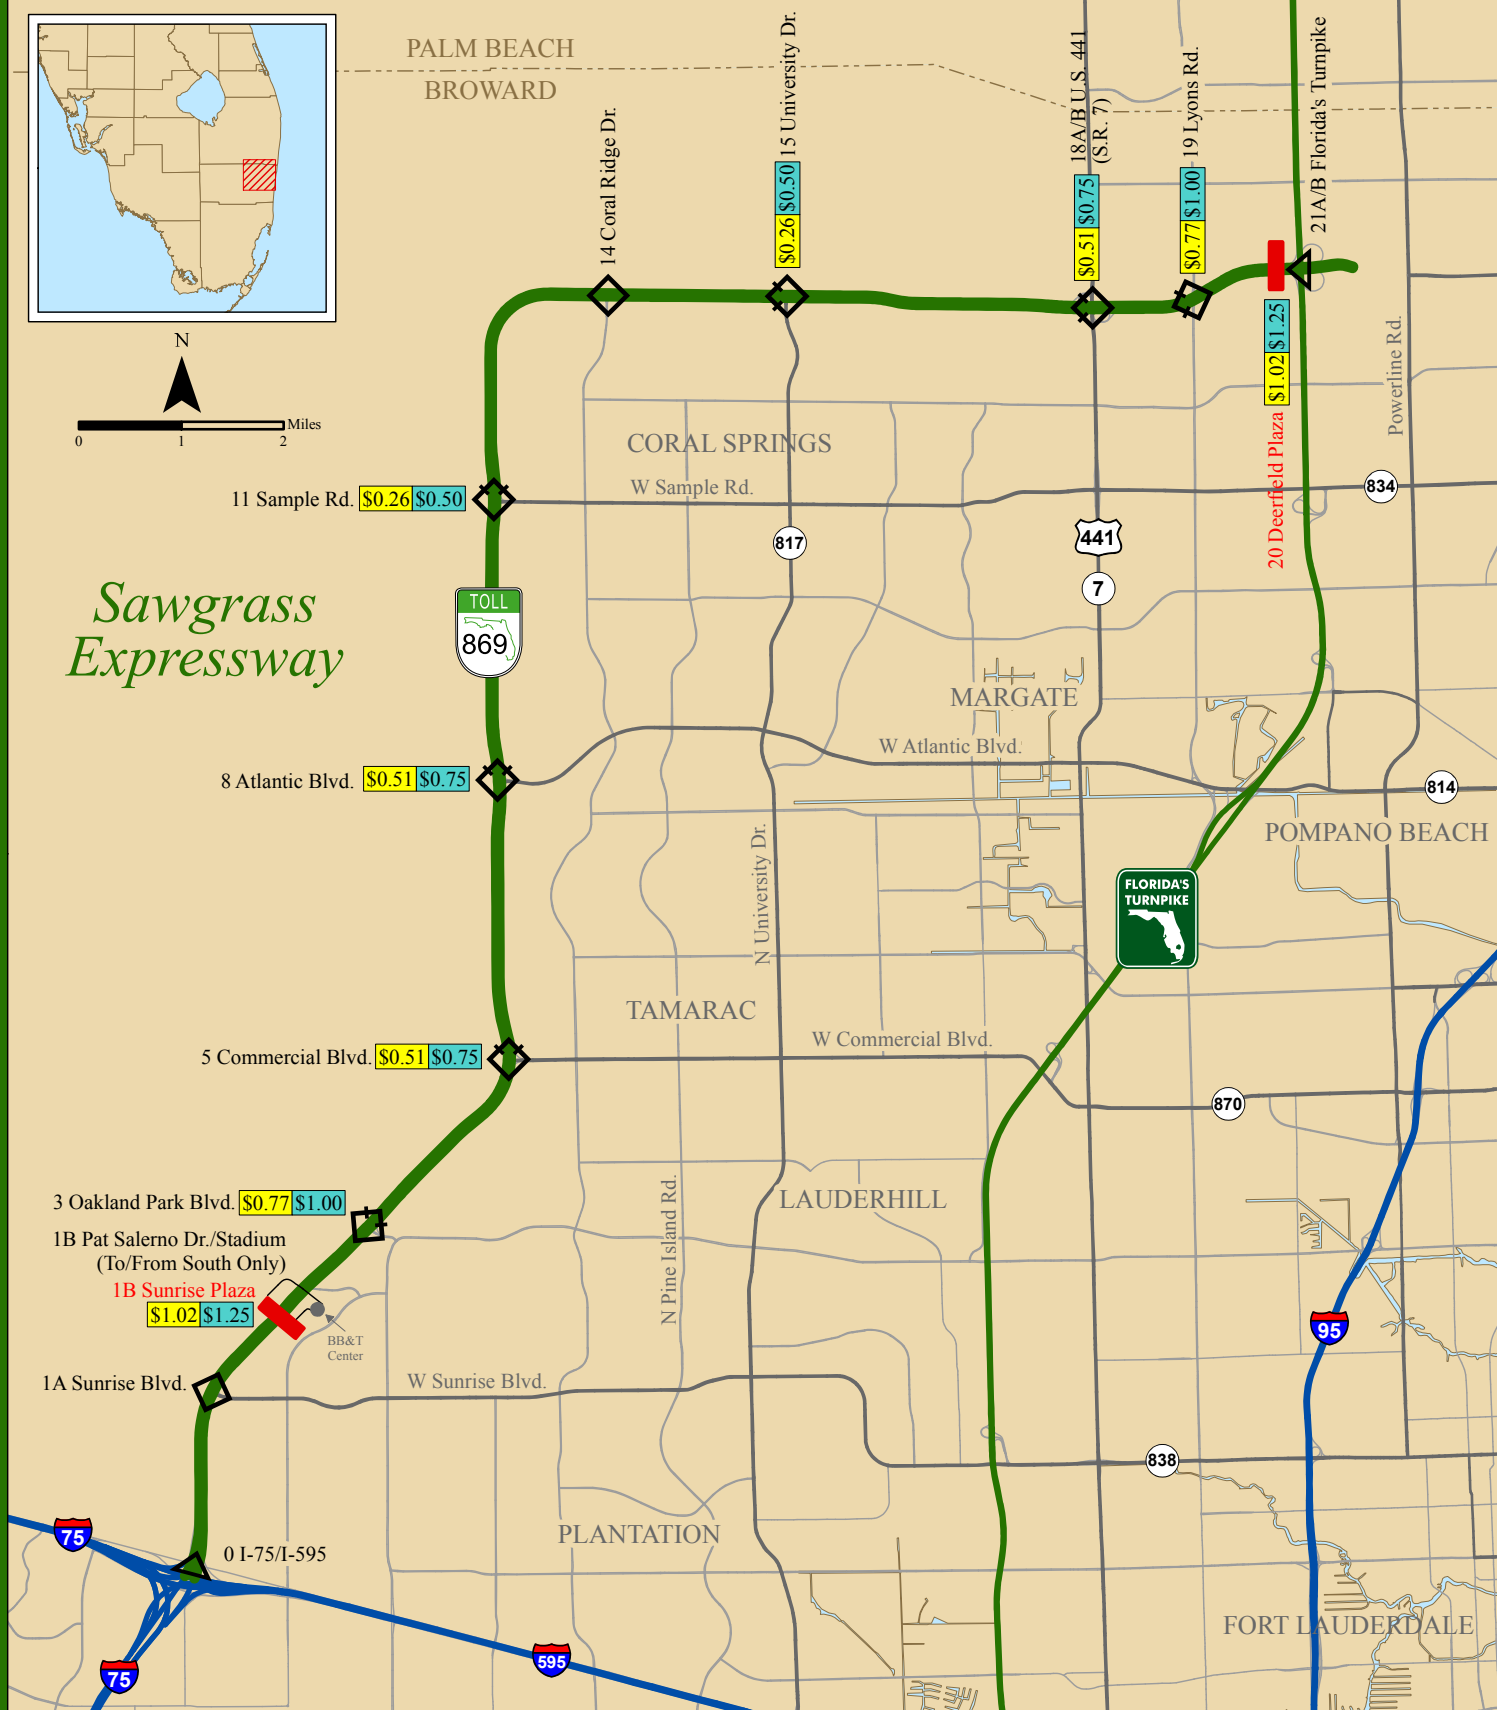 PALM BEACH
BROWARD
14 Coral Ridge Dr.
$0.26 $0.50 15 University Dr.
$0.51 $0.75 18A/B U.S. 441
(S.R. 7)
$0.77 $1.00 19 Lyons Rd.
21A/B Florida's Turnpike
20 Deerfield Plaza $1.02 $1.25
Powerline Rd.
N
0 1 2 Miles
CORAL SPRINGS
11 Sample Rd. $0.26 $0.50
W Sample Rd.
834
817
441
7
Sawgrass
Expressway
TOLL
869
MARGATE
W Atlantic Blvd.
8 Atlantic Blvd. $0.51 $0.75
814
POMPANO BEACH
N University Dr.
FLORIDA'S
TURNPIKE
TAMARAC
W Commercial Blvd.
5 Commercial Blvd. $0.51 $0.75
870
3 Oakland Park Blvd. $0.77 $1.00
LAUDERHILL
N Pine Island Rd.
1B Pat Salerno Dr./Stadium
(To/From South Only)
1B Sunrise Plaza
$1.02 $1.25
BB&T
Center
95
1A Sunrise Blvd.
W Sunrise Blvd.
838
PLANTATION
75
0 I-75/I-595
FORT LAUDERDALE
595
75